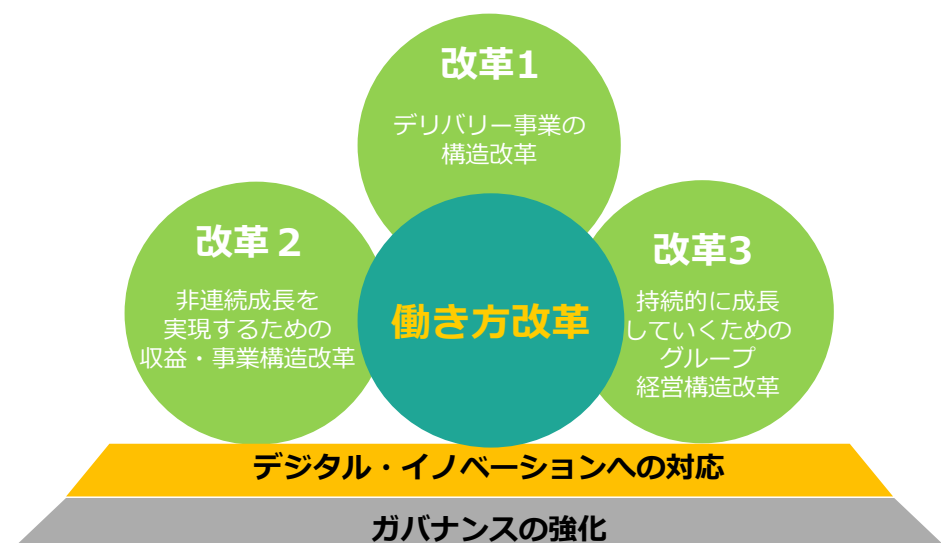 改革1
デリバリー事業の
構造改革
改革２
非連続成長を
実現するための
収益・事業構造改革
働き方改革
改革3
持続的に成長
していくための
グループ
経営構造改革
デジタル・イノベーションへの対応
ガバナンスの強化